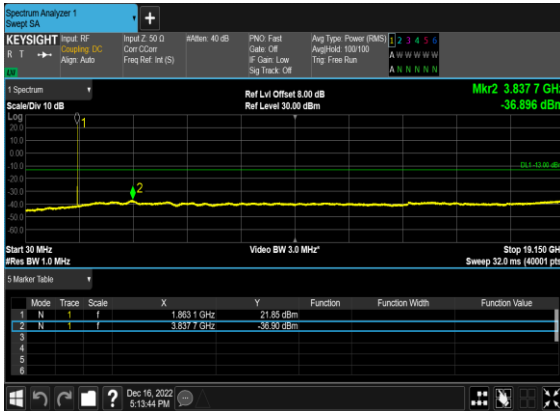 Spectrum Analyzer 1
Swept SA
+
KEYSIGHT
R T
Input: RF
Coupling: DC
Align: Auto
Input Z: 50 Ω
Corr CCorr
Freq Ref: Int (S)
#Atten: 40 dB
PNO: Fast
Gate: Off
IF Gain: Low
Sig Track: Off
Avg Type: Power (RMS)
Avg|Hold: 100/100
Trig: Free Run
1 2 3 4 5 6
A W W W W W
A N N N N N
1 Spectrum
Scale/Div 10 dB
Ref Lvl Offset 8.00 dB
Ref Level 30.00 dBm
Mkr2 3.837 7 GHz
-36.896 dBm
Log
20.0
10.0
0.00
-10.0
-20.0
-30.0
-40.0
-50.0
-60.0
1
2
DL1 -13.00 dBm
Start 30 MHz
#Res BW 1.0 MHz
Video BW 3.0 MHz*
Stop 19.150 GHz
Sweep 32.0 ms (40001 pts)
5 Marker Table
Mode Trace Scale X Y Function Function Width Function Value
1 N 1 f 1.863 1 GHz 21.85 dBm
2 N 1 f 3.837 7 GHz -36.90 dBm
3
4
5
6
?
Dec 16, 2022
5:13:44 PM